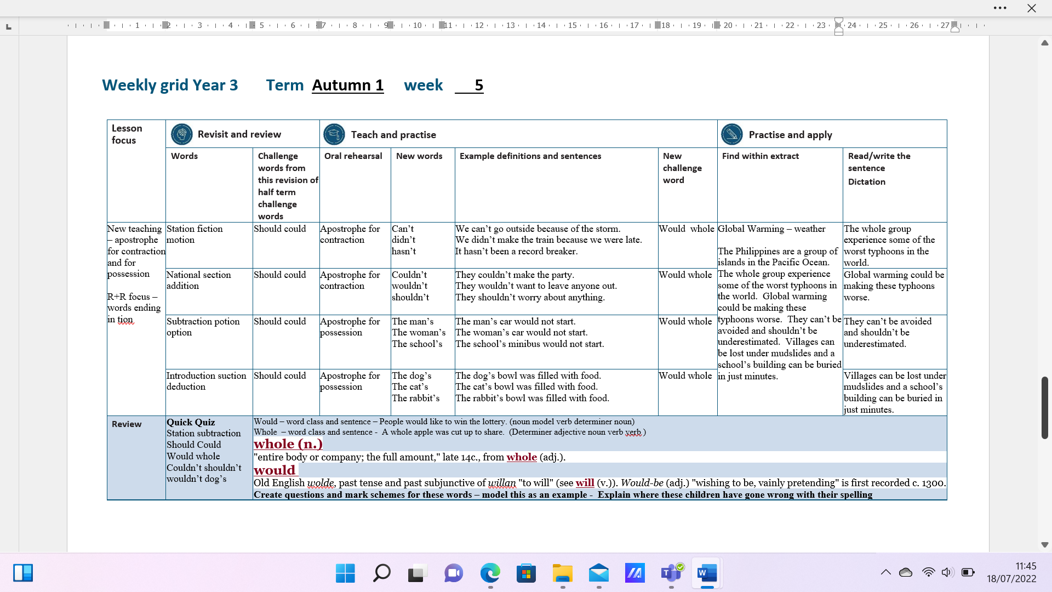 Weekly grid Year 3 Term Autumn 1 week 5
Lesson
focus
Revisit and review
Teach and practise
Practise and apply
Words
Challenge
words from
this revision of
half term
challenge
words
Oral rehearsal
New words
Example definitions and sentences
New
challenge
word
Find within extract
Read/write the
sentence
Dictation
New teaching
– apostrophe
for contraction
and for
possession
R+R focus –
words ending
in tion
Station fiction
motion
Should could
Apostrophe for
contraction
Can’t
didn’t
hasn’t
We can’t go outside because of the storm.
We didn’t make the train because we were late.
It hasn’t been a record breaker.
Would whole
Global Warming – weather
The Philippines are a group of
islands in the Pacific Ocean.
The whole group experience
some of the worst typhoons in
the world. Global warming
could be making these
typhoons worse. They can’t be
avoided and shouldn’t be
underestimated. Villages can
be lost under mudslides and a
school’s building can be buried
in just minutes.
The whole group
experience some of the
worst typhoons in the
world.
National section
addition
Should could
Apostrophe for
contraction
Couldn’t
wouldn’t
shouldn’t
They couldn’t make the party.
They wouldn’t want to leave anyone out.
They shouldn’t worry about anything.
Would whole
Global warming could be
making these typhoons
worse.
Subtraction potion
option
Should could
Apostrophe for
possession
The man’s
The woman’s
The school’s
The man’s car would not start.
The woman’s car would not start.
The school’s minibus would not start.
Would whole
They can’t be avoided
and shouldn’t be
underestimated.
Introduction suction
deduction
Should could
Apostrophe for
possession
The dog’s
The cat’s
The rabbit’s
The dog’s bowl was filled with food.
The cat’s bowl was filled with food.
The rabbit’s bowl was filled with food.
Would whole
Villages can be lost under
mudslides and a school’s
building can be buried in
just minutes.
Review
Quick Quiz
Station subtraction
Should Could
Would whole
Couldn’t shouldn’t
wouldn’t dog’s
Would – word class and sentence – People would like to win the lottery. (noun model verb determiner noun)
Whole – word class and sentence - A whole apple was cut up to share. (Determiner adjective noun verb verb )
whole (n.)
"entire body or company; the full amount," late 14c., from whole (adj.).
would
Old English wolde, past tense and past subjunctive of willan "to will" (see will (v.)). Would-be (adj.) "wishing to be, vainly pretending" is first recorded c. 1300.
Create questions and mark schemes for these words – model this as an example - Explain where these children have gone wrong with their spelling
11:45
18/07/2022